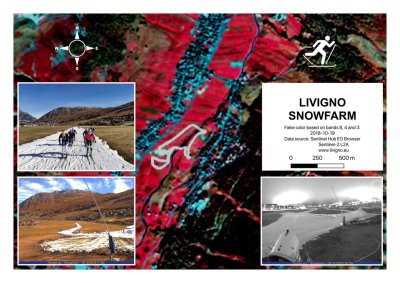 N
W
E
S
LIVIGNO
SNOWFARM
False color based on bands 8, 4 and 3
2018-10-19
Data source: Sentinel Hub EO Browser
Sentinel-2 L2A
www.livigno.eu
0 250 500 m